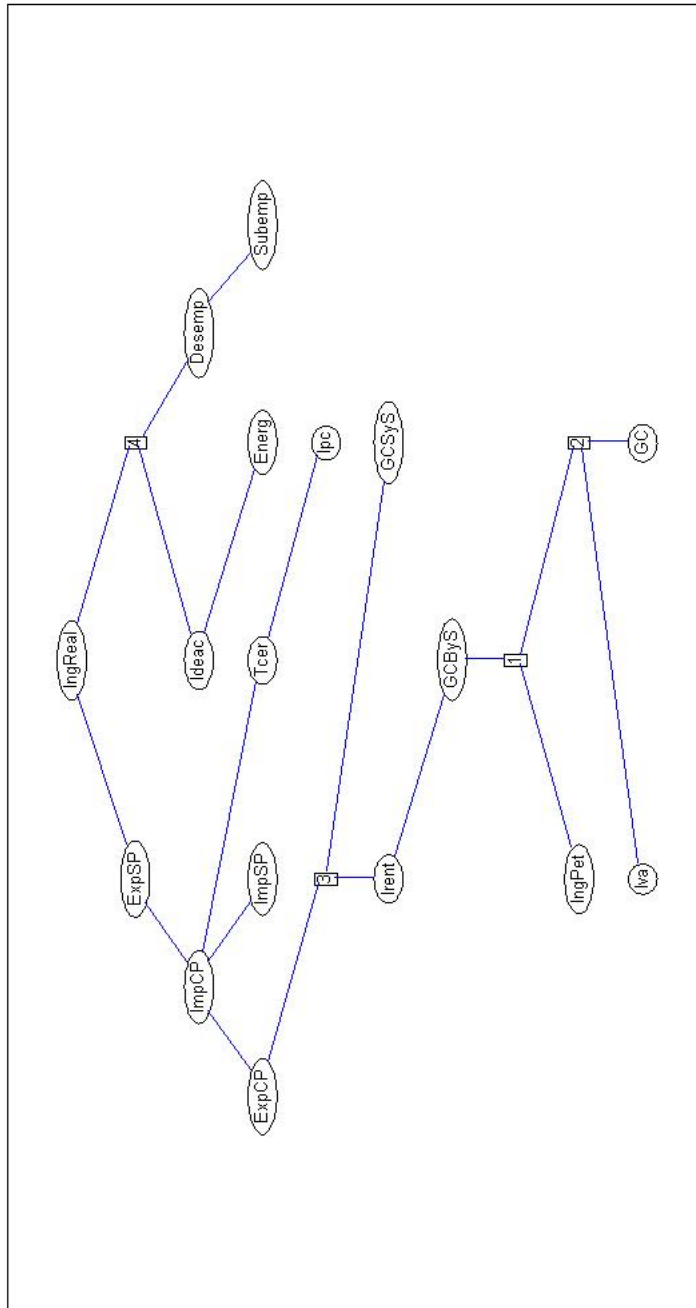 IngReal
ExpSP 4
ImpCP Ideac Desemp
ExpCP ImpSP Tcer Energ Subemp
3 Ipc
Irent GCSyS
GCByS
1
IngPet 2
Iva GC